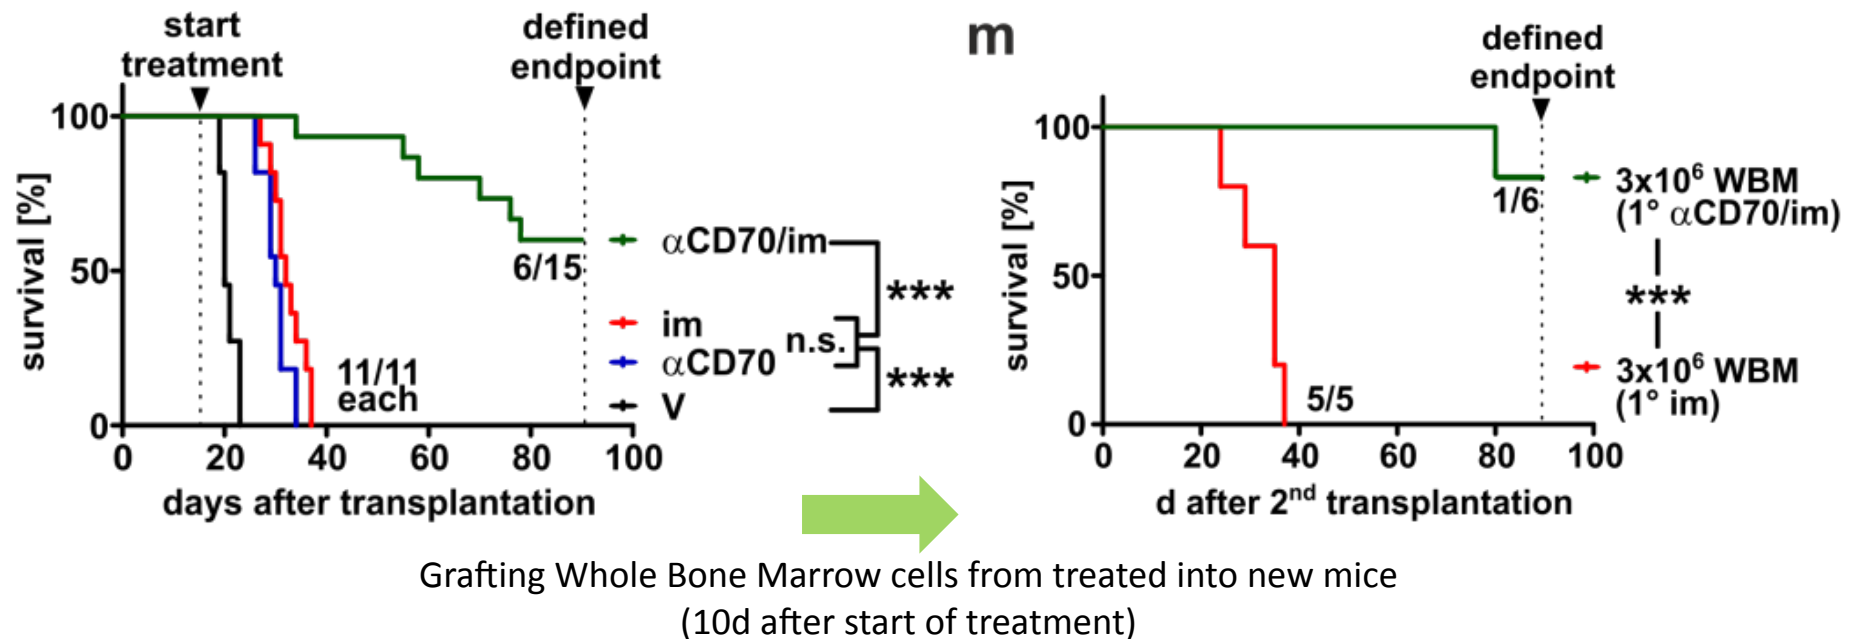 start
treatment
defined
endpoint
survival [%]
100
50
0
0 20 40 60 80 100
days after transplantation
6/15
11/11
each
αCD70/im
im
αCD70
V
n.s.
***
***
m
defined
endpoint
survival [%]
100
50
0
0 20 40 60 80 100
d after 2nd transplantation
1/6
5/5
3x10⁶ WBM
(1° αCD70/im)
***
3x10⁶ WBM
(1° im)
Grafting Whole Bone Marrow cells from treated into new mice
(10d after start of treatment)